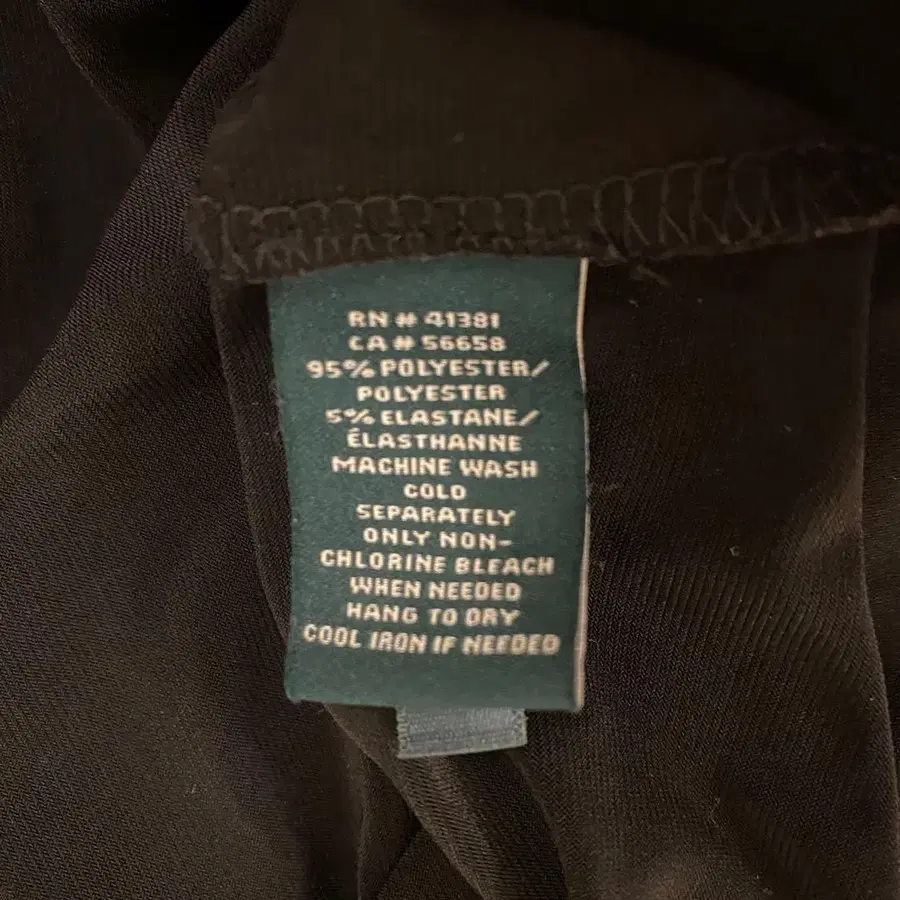 RN # 41381
CA # 56658
95% POLYESTER/
POLYESTER
5% ELASTANE/
ÉLASTHANNE
MACHINE WASH
COLD
SEPARATELY
ONLY NON-
CHLORINE BLEACH
WHEN NEEDED
HANG TO DRY
COOL IRON IF NEEDED